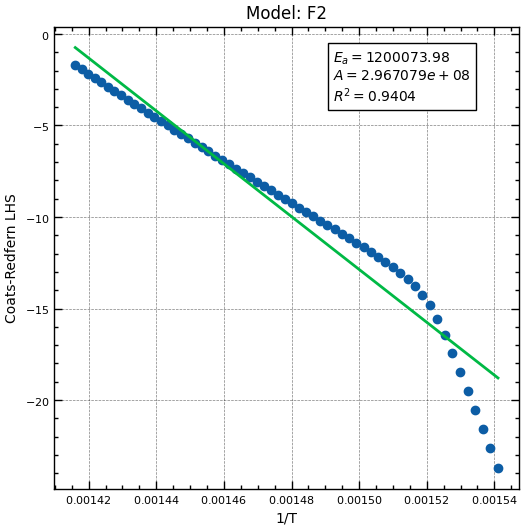 Model: F2
E_a = 1200073.98
A = 2.967079e + 08
R² = 0.9404
0
−5
−10
−15
−20
Coats-Redfern LHS
0.00142 0.00144 0.00146 0.00148 0.00150 0.00152 0.00154
1/T